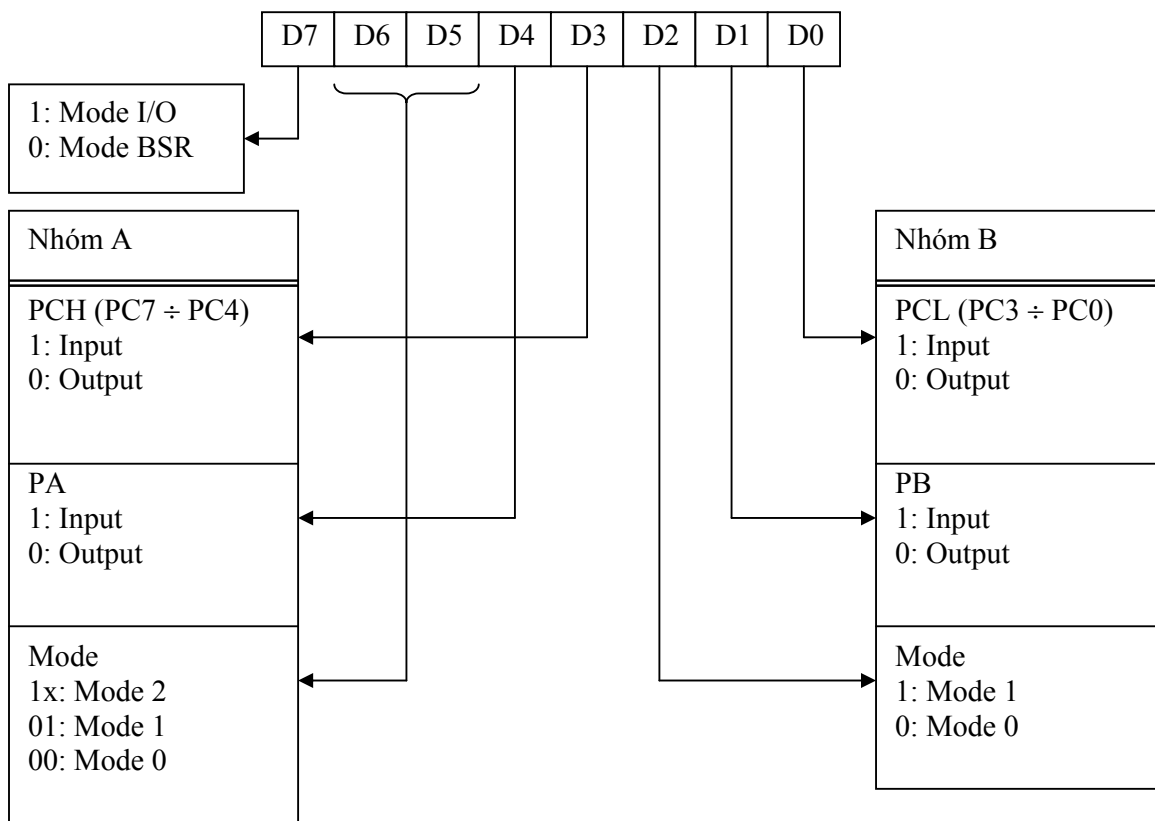 D7 D6 D5 D4 D3 D2 D1 D0
1: Mode I/O
0: Mode BSR
Nhóm A
PCH (PC7 ÷ PC4)
1: Input
0: Output
PA
1: Input
0: Output
Mode
1x: Mode 2
01: Mode 1
00: Mode 0
Nhóm B
PCL (PC3 ÷ PC0)
1: Input
0: Output
PB
1: Input
0: Output
Mode
1: Mode 1
0: Mode 0